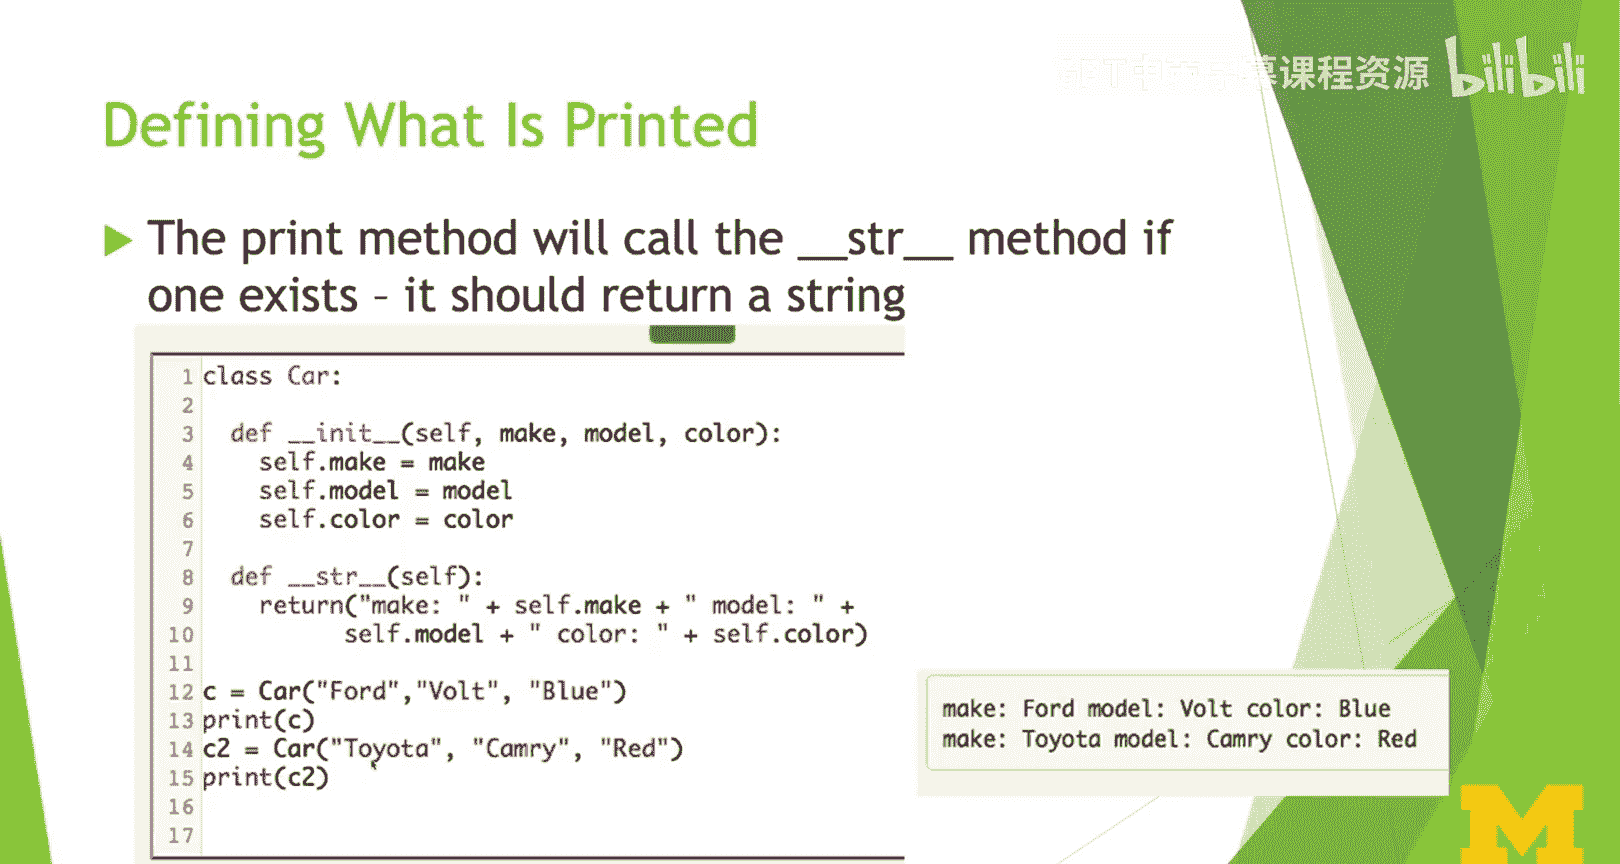 课程资源 bilibili
Defining What Is Printed
The print method will call the __str__ method if
one exists – it should return a string
1 class Car:
2
3   def __init__(self, make, model, color):
4     self.make = make
5     self.model = model
6     self.color = color
7
8   def __str__(self):
9     return("make: " + self.make + " model: " +
10           self.model + " color: " + self.color)
11
12 c = Car("Ford","Volt", "Blue")
13 print(c)
14 c2 = Car("Toyota", "Camry", "Red")
15 print(c2)
16
17
make: Ford model: Volt color: Blue
make: Toyota model: Camry color: Red
M